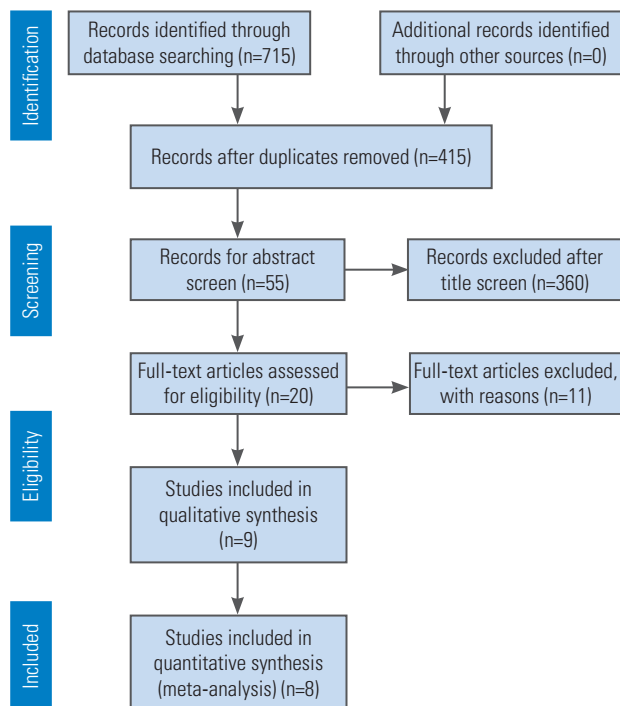 Identification
Records identified through
database searching (n=715)
Additional records identified
through other sources (n=0)
Records after duplicates removed (n=415)
Screening
Records for abstract
screen (n=55)
Records excluded after
title screen (n=360)
Full-text articles assessed
for eligibility (n=20)
Full-text articles excluded,
with reasons (n=11)
Eligibility
Studies included in
qualitative synthesis
(n=9)
Included
Studies included in
quantitative synthesis
(meta-analysis) (n=8)